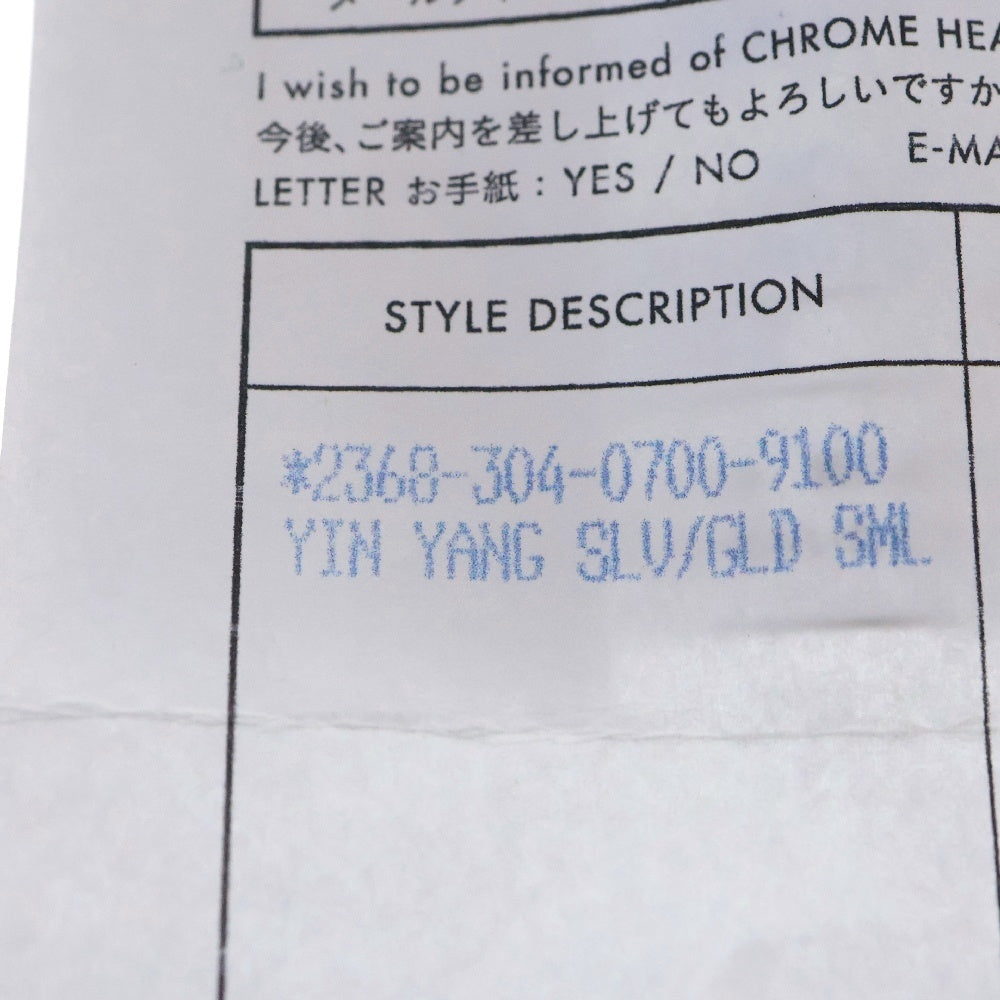 I wish to be informed of CHROME
今後、ご案内を差し上げてもよろしいですか
LETTER お手紙 : YES / NO E-MA
STYLE DESCRIPTION
*2368-304-0700-9100
YIN YANG SLV/GLD SML